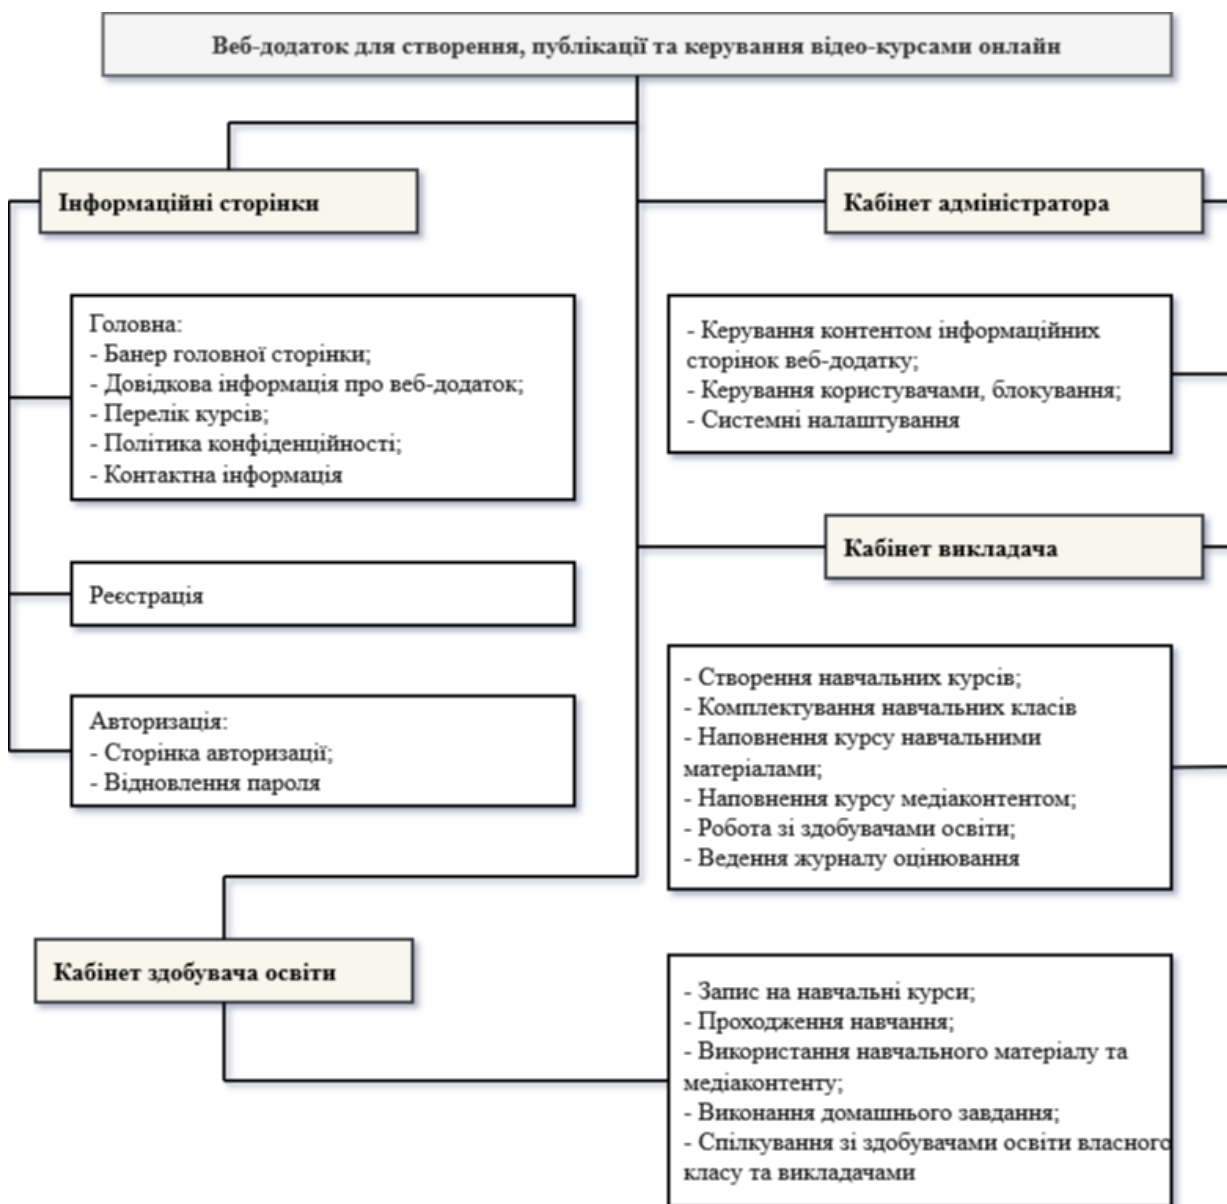 Веб-додаток для створення, публікації та керування відео-курсами онлайн
Інформаційні сторінки
Головна:
- Банер головної сторінки;
- Довідкова інформація про веб-додаток;
- Перелік курсів;
- Політика конфіденційності;
- Контактна інформація
Реєстрація
Авторизація:
- Сторінка авторизації;
- Відновлення пароля
Кабінет адміністратора
- Керування контентом інформаційних
сторінок веб-додатку;
- Керування користувачами, блокування;
- Системні налаштування
Кабінет викладача
- Створення навчальних курсів;
- Комплектування навчальних класів
- Наповнення курсу навчальними
матеріалами;
- Наповнення курсу медіаконтентом;
- Робота зі здобувачами освіти;
- Ведення журналу оцінювання
Кабінет здобувача освіти
- Запис на навчальні курси;
- Проходження навчання;
- Використання навчального матеріалу та
медіаконтенту;
- Виконання домашнього завдання;
- Спілкування зі здобувачами освіти власного
класу та викладачами